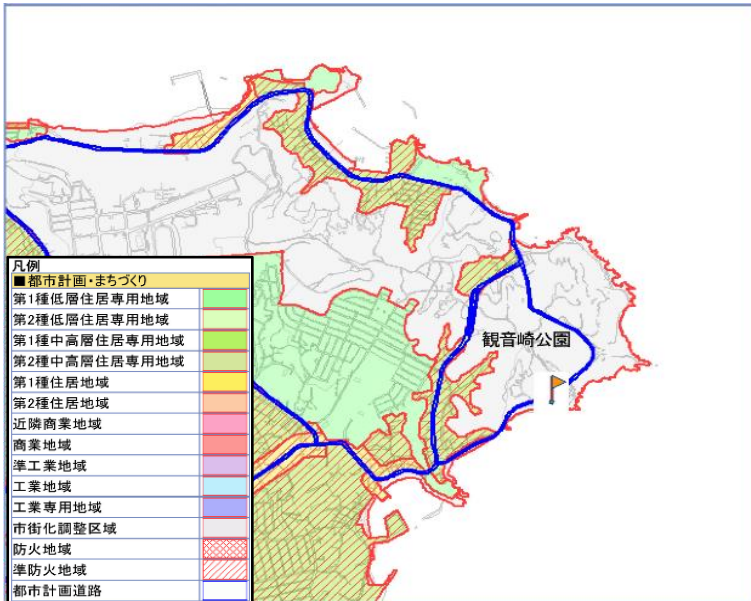 凡例
■都市計画・まちづくり
第1種低層住居専用地域
第2種低層住居専用地域
第1種中高層住居専用地域
第2種中高層住居専用地域
第1種住居地域
第2種住居地域
近隣商業地域
商業地域
準工業地域
工業地域
工業専用地域
市街化調整区域
防火地域
準防火地域
都市計画道路
観音崎公園